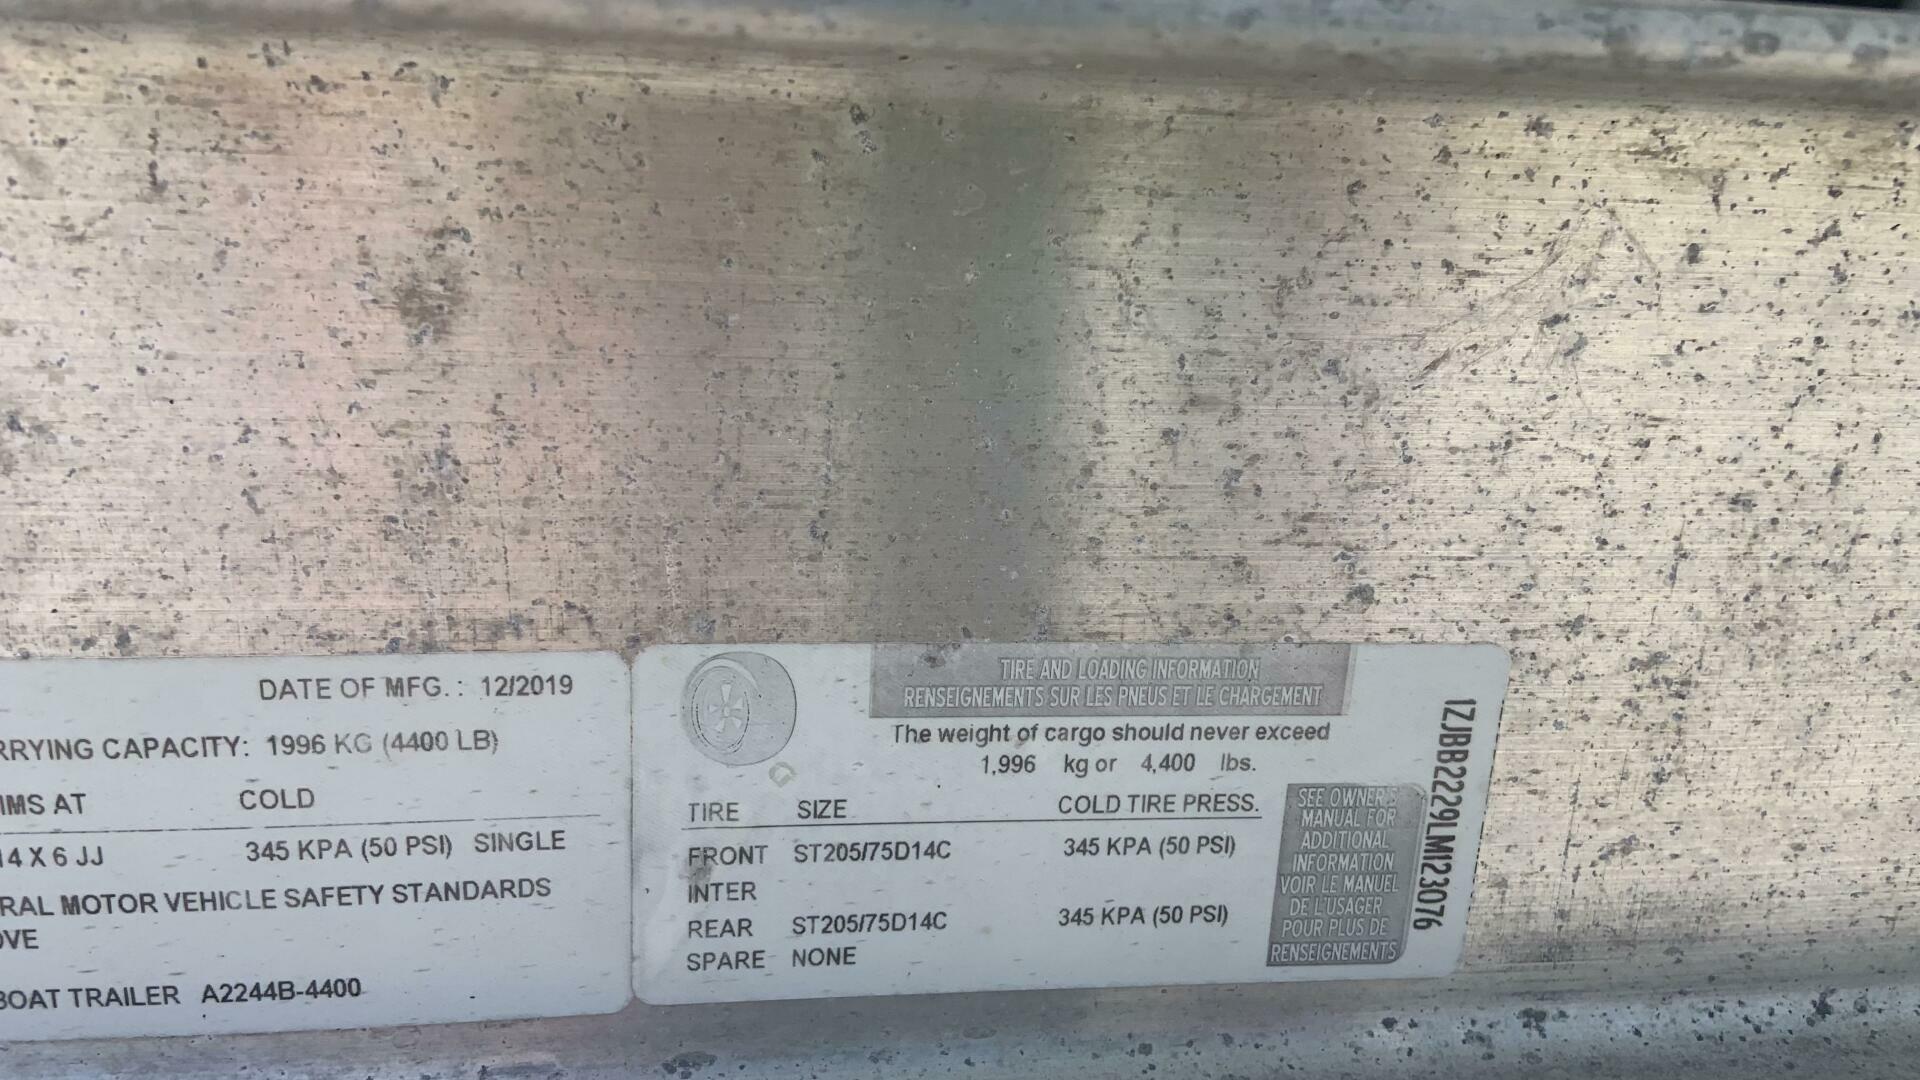 DATE OF MFG. : 12/2019
RRYING CAPACITY: 1996 KG (4400 LB)
IMS AT COLD
14 X 6 JJ 345 KPA (50 PSI) SINGLE
RAL MOTOR VEHICLE SAFETY STANDARDS
OVE
BOAT TRAILER A2244B-4400
TIRE AND LOADING INFORMATION
RENSEIGNEMENTS SUR LES PNEUS ET LE CHARGEMENT
The weight of cargo should never exceed
1,996 kg or 4,400 lbs.
TIRE SIZE COLD TIRE PRESS.
FRONT ST205/75D14C 345 KPA (50 PSI)
INTER
REAR ST205/75D14C 345 KPA (50 PSI)
SPARE NONE
SEE OWNER'S
MANUAL FOR
ADDITIONAL
INFORMATION
VOIR LE MANUEL
DE L'USAGER
POUR PLUS DE
RENSEIGNEMENTS
1ZJBB2229LM123076